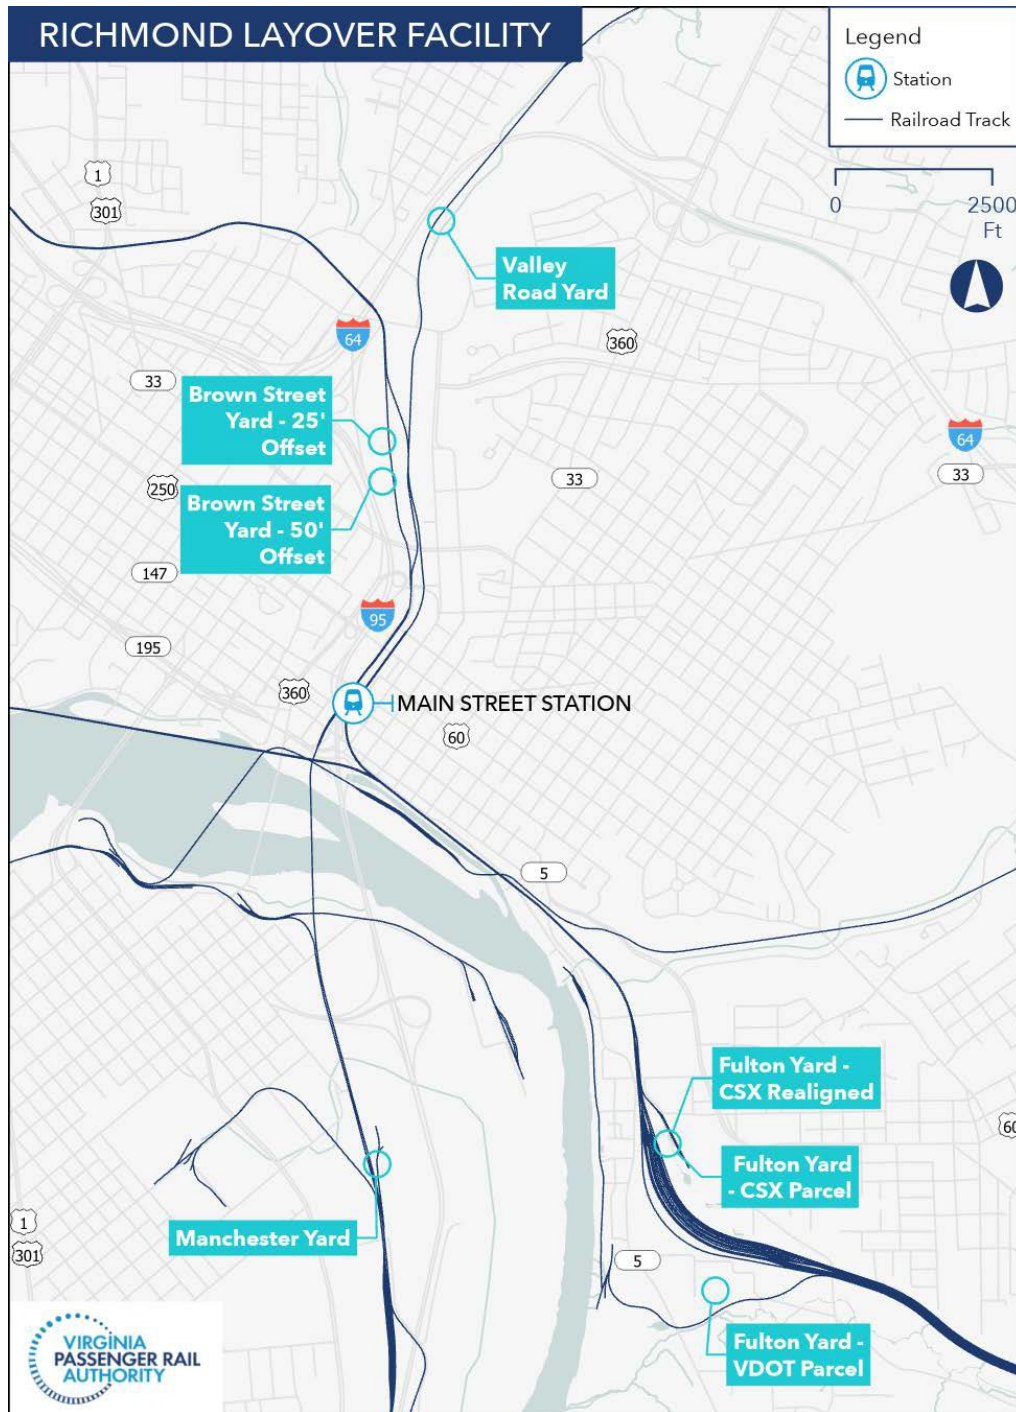 RICHMOND LAYOVER FACILITY
Legend
Station
Railroad Track
0
2500
Ft
1
301
Valley
Road Yard
64
360
33
Brown Street
Yard - 25'
Offset
64
33
33
250
Brown Street
Yard - 50'
Offset
147
95
195
360
MAIN STREET STATION
60
5
Fulton Yard -
CSX Realigned
60
Fulton Yard
- CSX Parcel
1
301
Manchester Yard
5
Fulton Yard -
VDOT Parcel
VIRGINIA
PASSENGER RAIL
AUTHORITY